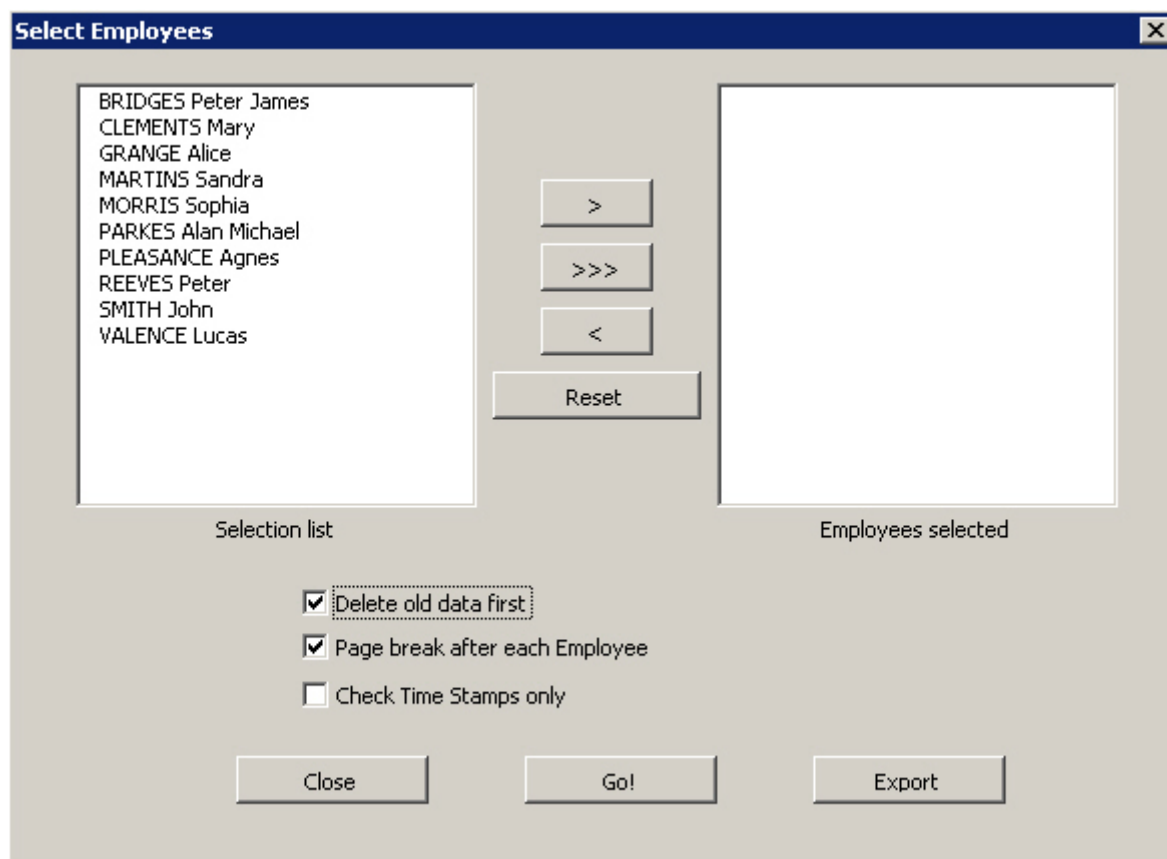 Select Employees
BRIDGES Peter James
CLEMENTS Mary
GRANGE Alice
MARTINS Sandra
MORRIS Sophia
PARKES Alan Michael
PLEASANCE Agnes
REEVES Peter
SMITH John
VALENCE Lucas
>
>>>
<
Reset
Selection list
Employees selected
Delete old data first
Page break after each Employee
Check Time Stamps only
Close
Go!
Export